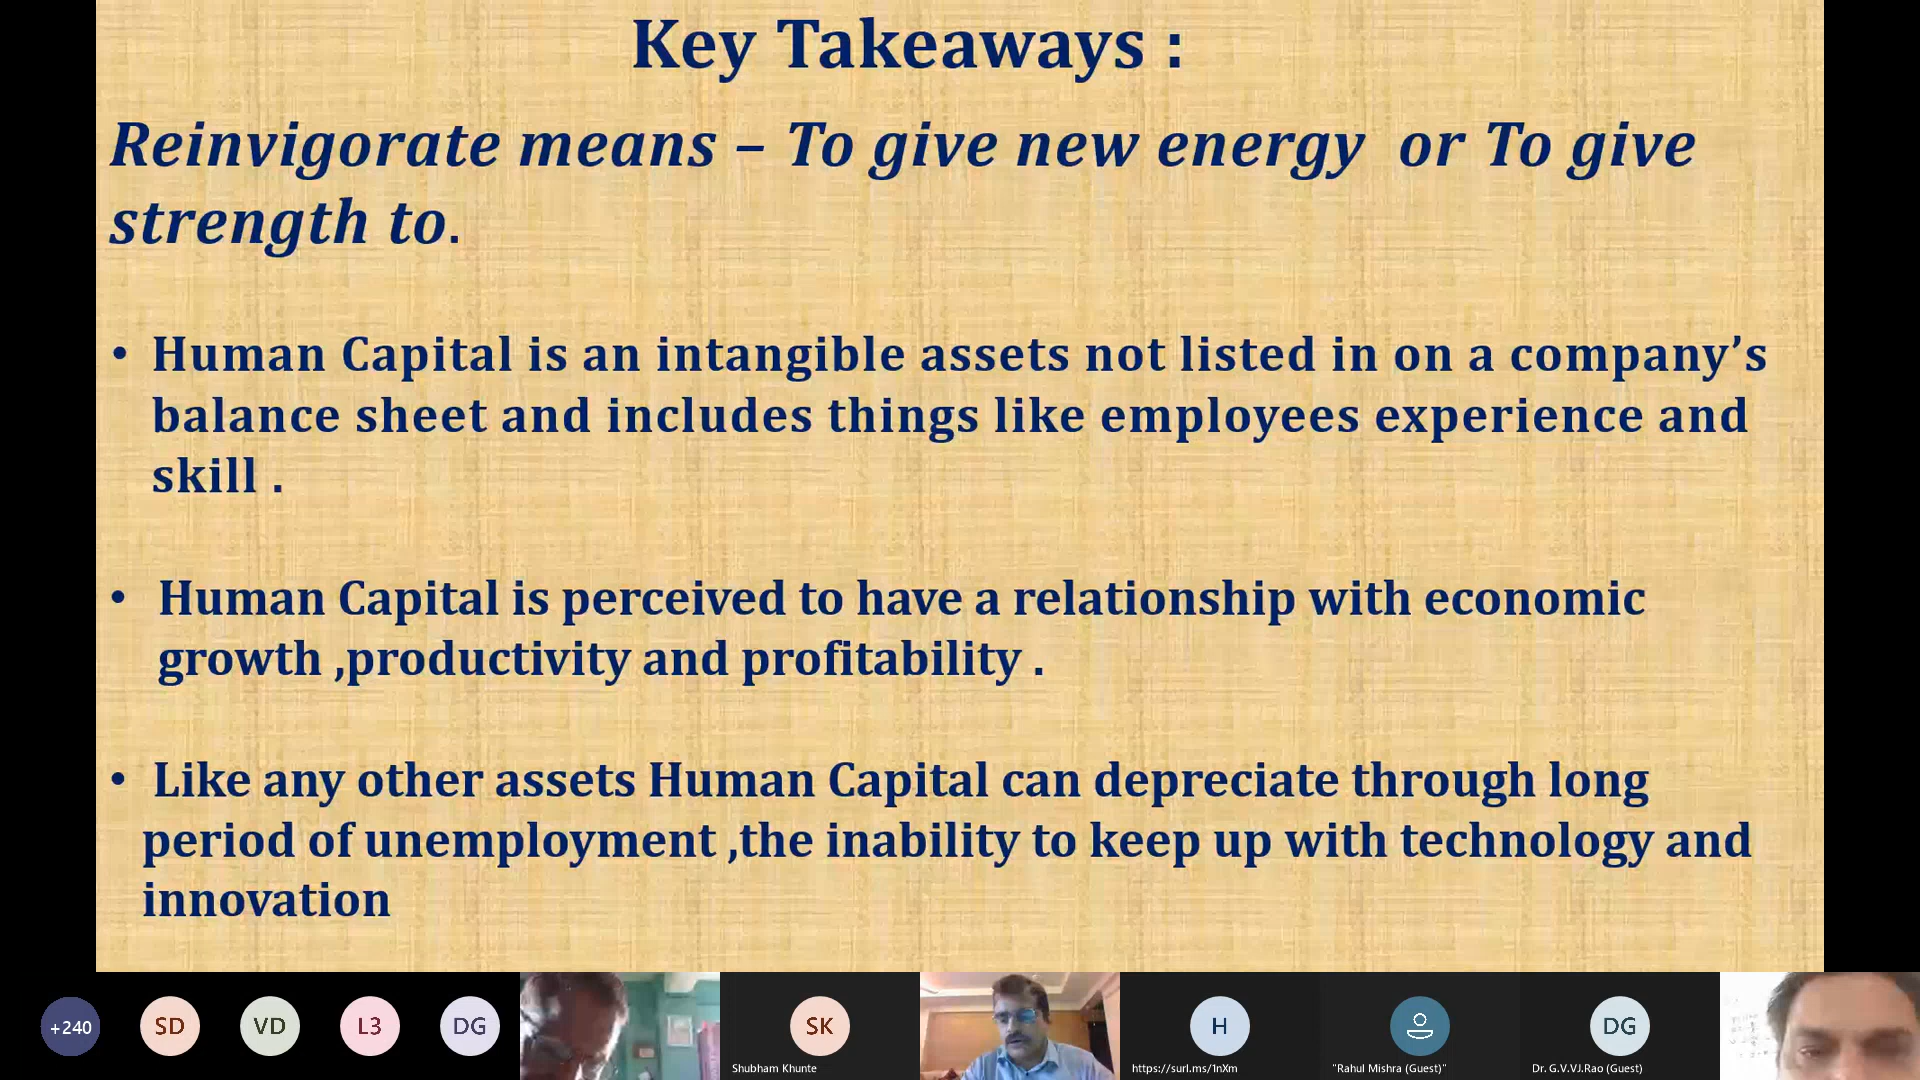 Key Takeaways :
Reinvigorate means – To give new energy or To give
strength to.
• Human Capital is an intangible assets not listed in on a company’s
balance sheet and includes things like employees experience and
skill .
• Human Capital is perceived to have a relationship with economic
growth ,productivity and profitability .
• Like any other assets Human Capital can depreciate through long
period of unemployment ,the inability to keep up with technology and
innovation
+240 SD VD L3 DG SK H DG
Shubham Khunte https://surl.ms/1nXm "Rahul Mishra (Guest)" Dr. G.V.VJ.Rao (Guest)